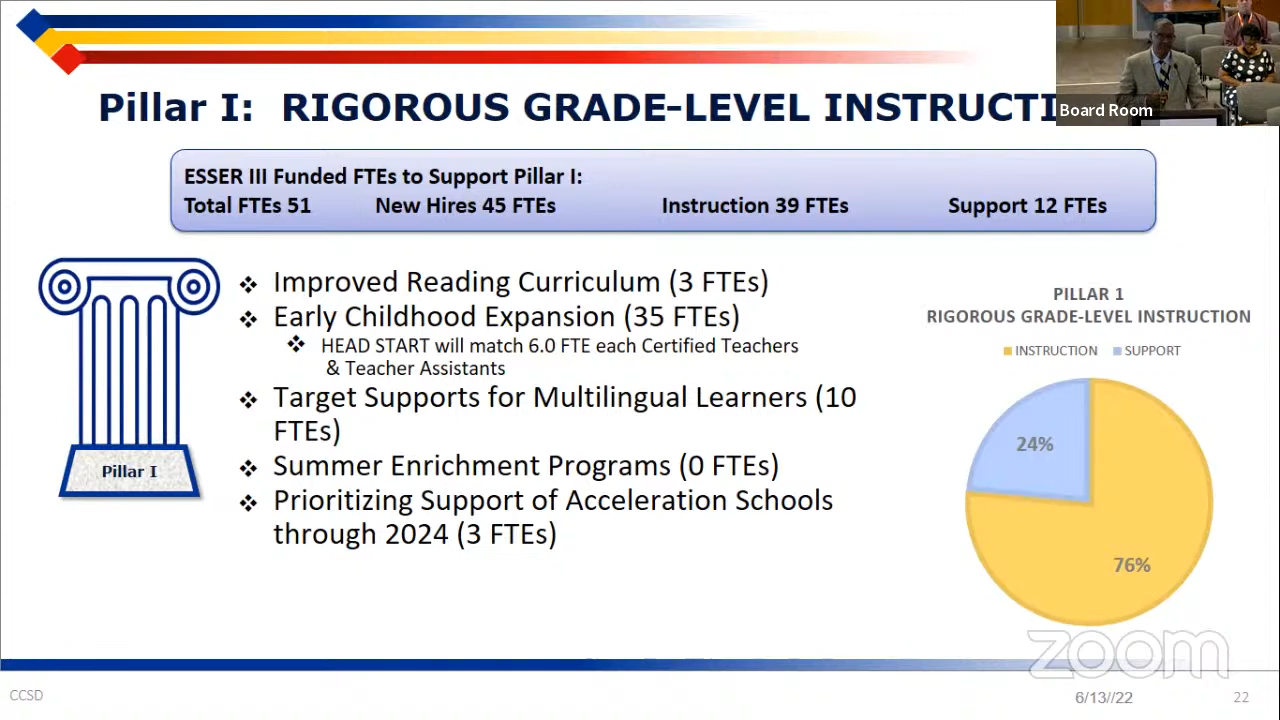 Pillar I: RIGOROUS GRADE-LEVEL INSTRUCTI
Board Room
ESSER III Funded FTEs to Support Pillar I:
Total FTEs 51 New Hires 45 FTEs Instruction 39 FTEs Support 12 FTEs
Pillar I
Improved Reading Curriculum (3 FTEs)
Early Childhood Expansion (35 FTEs)
HEAD START will match 6.0 FTE each Certified Teachers
& Teacher Assistants
Target Supports for Multilingual Learners (10
FTEs)
Summer Enrichment Programs (0 FTEs)
Prioritizing Support of Acceleration Schools
through 2024 (3 FTEs)
PILLAR 1
RIGOROUS GRADE-LEVEL INSTRUCTION
INSTRUCTION SUPPORT
24%
76%
zoom
CCSD
6/13//22
22